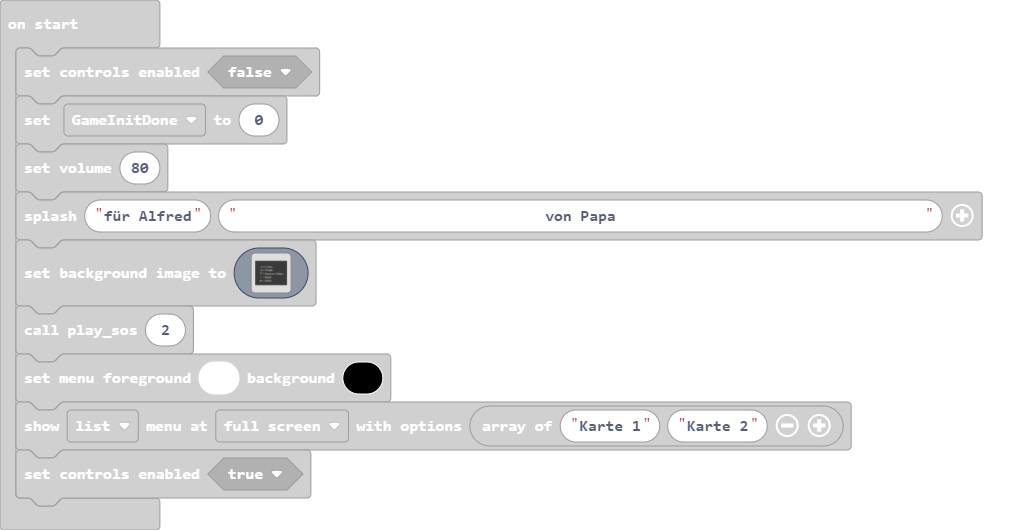 on start
set controls enabled false
set GameInitDone to 0
set volume 80
splash "für Alfred" " von Papa "
set background image to
call play_sos 2
set menu foreground background
show list menu at full screen with options array of "Karte 1" "Karte 2"
set controls enabled true